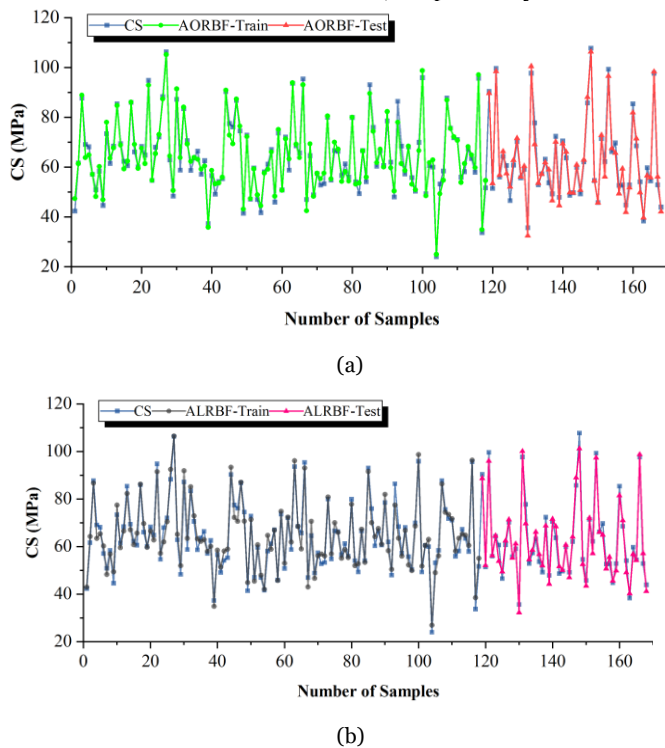 (a)
120
CS AORBF-Train AORBF-Test
100
80
60
40
20
CS (MPa)
0 20 40 60 80 100 120 140 160
Number of Samples
(a)
120
CS ALRBF-Train ALRBF-Test
100
80
60
40
20
CS (MPa)
0 20 40 60 80 100 120 140 160
Number of Samples
(b)